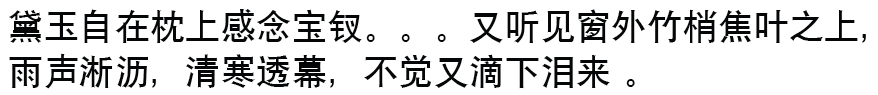 黛玉自在枕上感念宝钗。。。又听见窗外竹梢焦叶之上,
雨声淅沥,清寒透幕,不觉又滴下泪来 。